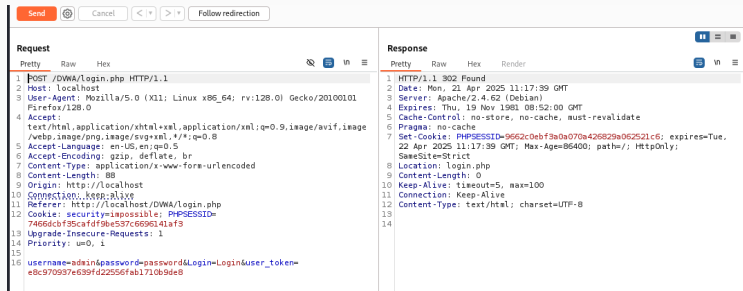 Send Cancel < > Follow redirection
Request
Pretty Raw Hex \n
1 POST /DVWA/login.php HTTP/1.1
2 Host: localhost
3 User-Agent: Mozilla/5.0 (X11; Linux x86_64; rv:128.0) Gecko/20100101
Firefox/128.0
4 Accept:
text/html,application/xhtml+xml,application/xml;q=0.9,image/avif,image
/webp,image/png,image/svg+xml,*/*;q=0.8
5 Accept-Language: en-US,en;q=0.5
6 Accept-Encoding: gzip, deflate, br
7 Content-Type: application/x-www-form-urlencoded
8 Content-Length: 88
9 Origin: http://localhost
10 Connection: keep-alive
11 Referer: http://localhost/DVWA/login.php
12 Cookie: security=impossible; PHPSESSID=
7466dcbf35cafdf9be537c6696141af3
13 Upgrade-Insecure-Requests: 1
14 Priority: u=0, i
15
16 username=admin&password=password&Login=Login&user_token=
e8c970937e639fd22556fab1710b9de8
Response
Pretty Raw Hex Render \n
1 HTTP/1.1 302 Found
2 Date: Mon, 21 Apr 2025 11:17:39 GMT
3 Server: Apache/2.4.62 (Debian)
4 Expires: Thu, 19 Nov 1981 08:52:00 GMT
5 Cache-Control: no-store, no-cache, must-revalidate
6 Pragma: no-cache
7 Set-Cookie: PHPSESSID=9662c0ebf3a0a070a426829a062521c6; expires=Tue,
22 Apr 2025 11:17:39 GMT; Max-Age=86400; path=/; HttpOnly;
SameSite=Strict
8 Location: login.php
9 Content-Length: 0
10 Keep-Alive: timeout=5, max=100
11 Connection: Keep-Alive
12 Content-Type: text/html; charset=UTF-8
13
14